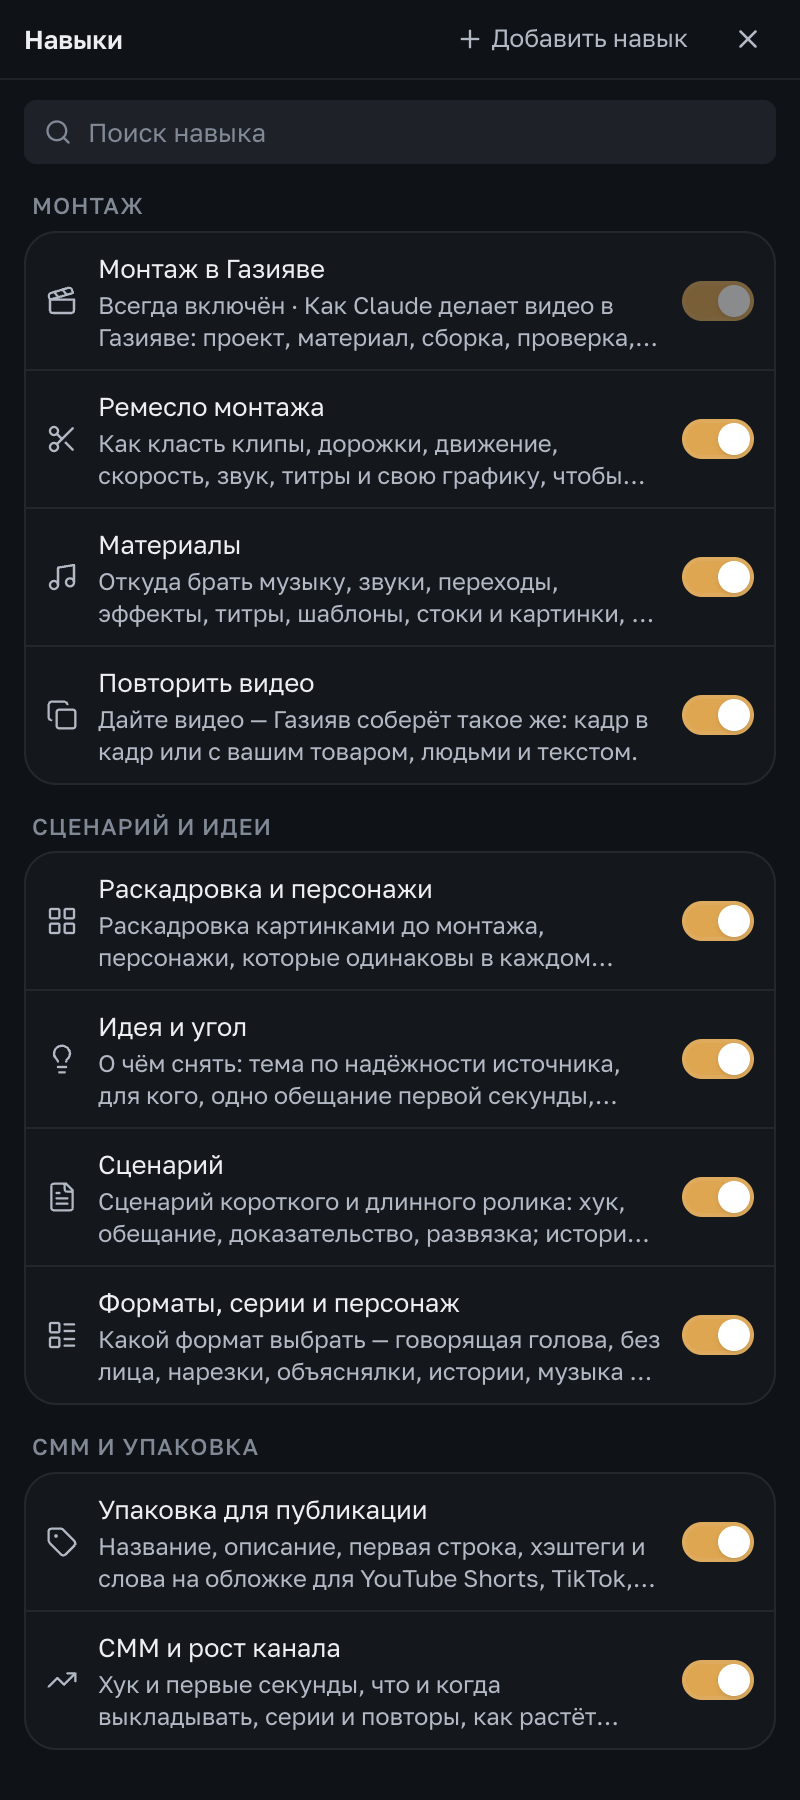 Навыки
Добавить навык
Поиск навыка
МОНТАЖ
Монтаж в Газияве
Всегда включён · Как Claude делает видео в
Газияве: проект, материал, сборка, проверка,...
Ремесло монтажа
Как класть клипы, дорожки, движение,
скорость, звук, титры и свою графику, чтобы...
Материалы
Откуда брать музыку, звуки, переходы,
эффекты, титры, шаблоны, стоки и картинки, ...
Повторить видео
Дайте видео — Газияв соберёт такое же: кадр в
кадр или с вашим товаром, людьми и текстом.
СЦЕНАРИЙ И ИДЕИ
Раскадровка и персонажи
Раскадровка картинками до монтажа,
персонажи, которые одинаковы в каждом...
Идея и угол
О чём снять: тема по надёжности источника,
для кого, одно обещание первой секунды,...
Сценарий
Сценарий короткого и длинного ролика: хук,
обещание, доказательство, развязка; истори...
Форматы, серии и персонаж
Какой формат выбрать — говорящая голова, без
лица, нарезки, объяснялки, истории, музыка ...
СММ И УПАКОВКА
Упаковка для публикации
Название, описание, первая строка, хэштеги и
слова на обложке для YouTube Shorts, TikTok,...
СММ и рост канала
Хук и первые секунды, что и когда
выкладывать, серии и повторы, как растёт...